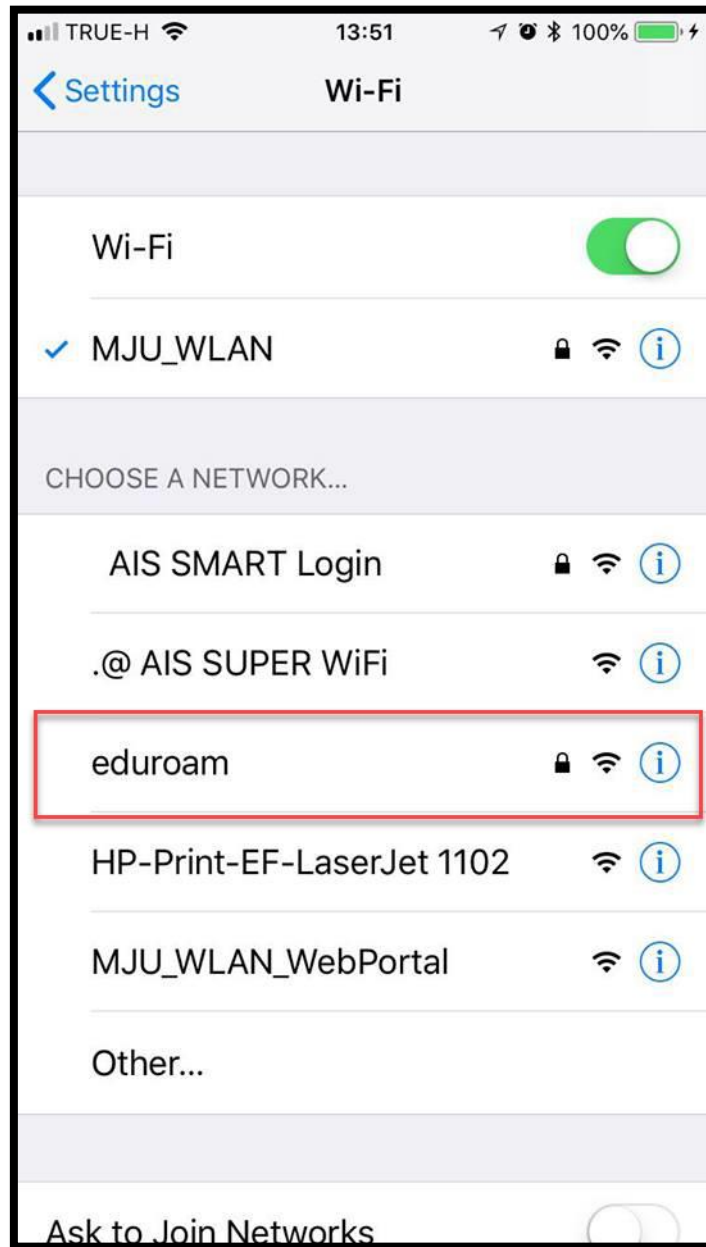 TRUE-H 13:51 100%
Settings Wi-Fi
Wi-Fi
MJU_WLAN
CHOOSE A NETWORK...
AIS SMART Login
.@ AIS SUPER WiFi
eduroam
HP-Print-EF-LaserJet 1102
MJU_WLAN_WebPortal
Other...
Ask to Join Networks